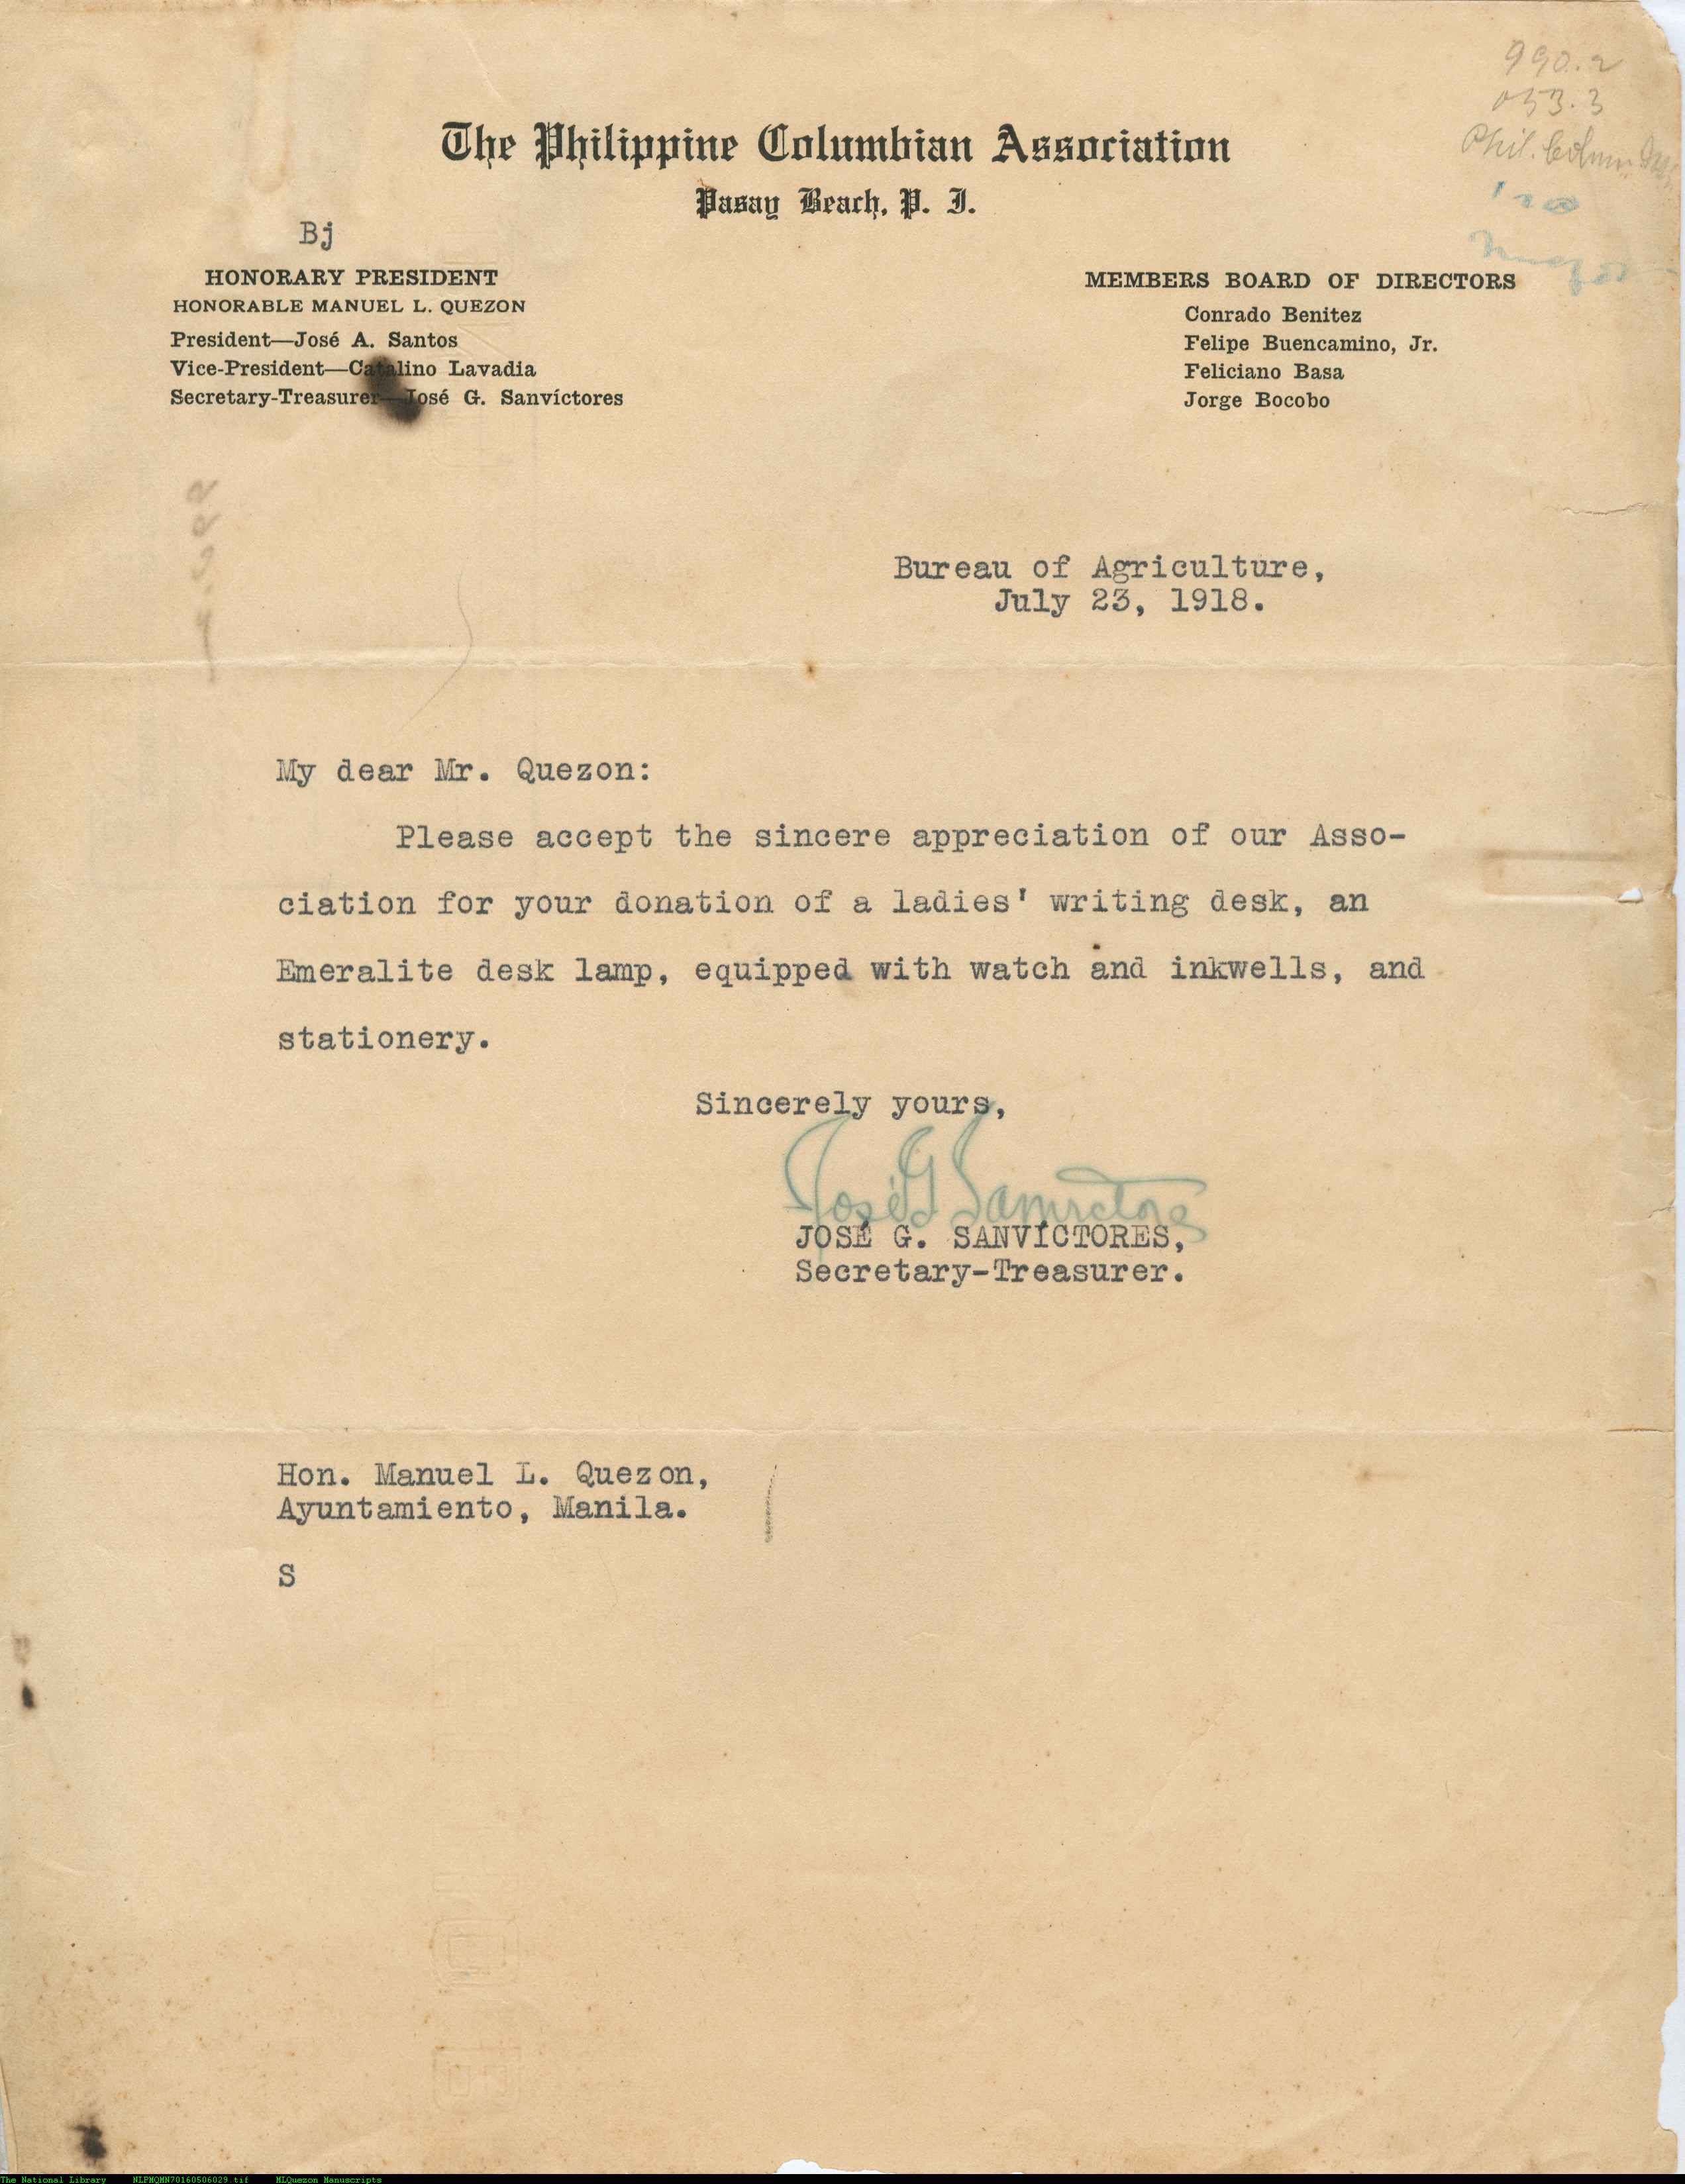 990.2
053.3
The Philippine Columbian Association
Pasay Beach, P. I.
Bj
HONORARY PRESIDENT
HONORABLE MANUEL L. QUEZON
President—José A. Santos
Vice-President—Catalino Lavadia
Secretary-Treasurer—José G. Sanvíctores
MEMBERS BOARD OF DIRECTORS
Conrado Benitez
Felipe Buencamino, Jr.
Feliciano Basa
Jorge Bocobo
Bureau of Agriculture,
July 23, 1918.
My dear Mr. Quezon:
Please accept the sincere appreciation of our Asso-
ciation for your donation of a ladies' writing desk, an
Emeralite desk lamp, equipped with watch and inkwells, and
stationery.
Sincerely yours,
José G Sanvictores
JOSÉ G. SANVÍCTORES,
Secretary-Treasurer.
Hon. Manuel L. Quezon,
Ayuntamiento, Manila.
S
The National Library NLPMQMN70160506029.tif MLQuezon Manuscripts